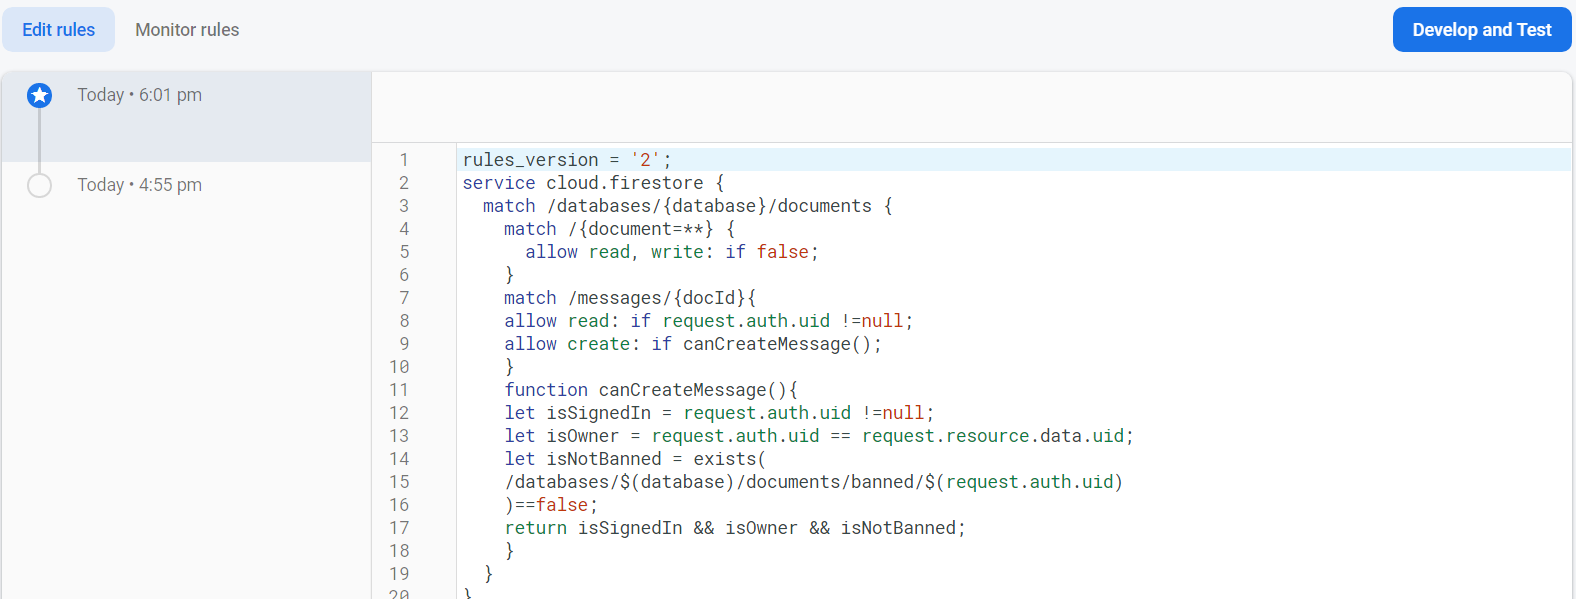 Edit rules
Monitor rules
Develop and Test
Today • 6:01 pm
Today • 4:55 pm
1 rules_version = '2';
2 service cloud.firestore {
3   match /databases/{database}/documents {
4     match /{document=**} {
5       allow read, write: if false;
6     }
7     match /messages/{docId}{
8     allow read: if request.auth.uid !=null;
9     allow create: if canCreateMessage();
10     }
11     function canCreateMessage(){
12     let isSignedIn = request.auth.uid !=null;
13     let isOwner = request.auth.uid == request.resource.data.uid;
14     let isNotBanned = exists(
15     /databases/$(database)/documents/banned/$(request.auth.uid)
16     )==false;
17     return isSignedIn && isOwner && isNotBanned;
18     }
19   }
20 }